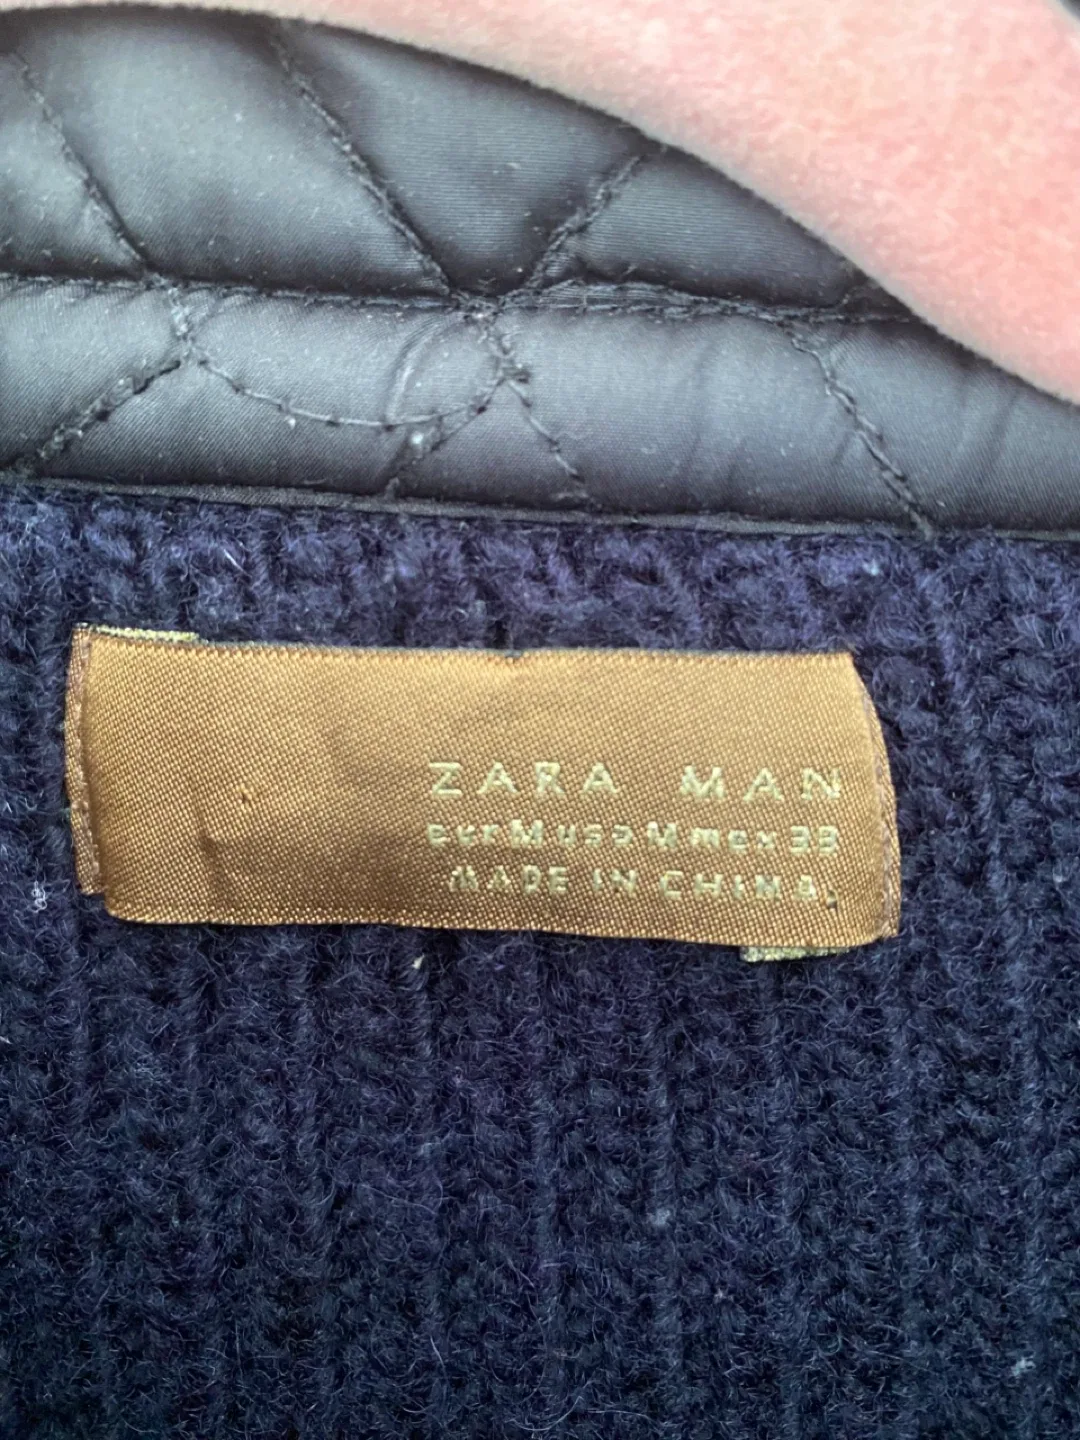 ZARA MAN
eur M usa M mex 38
MADE IN CHINA